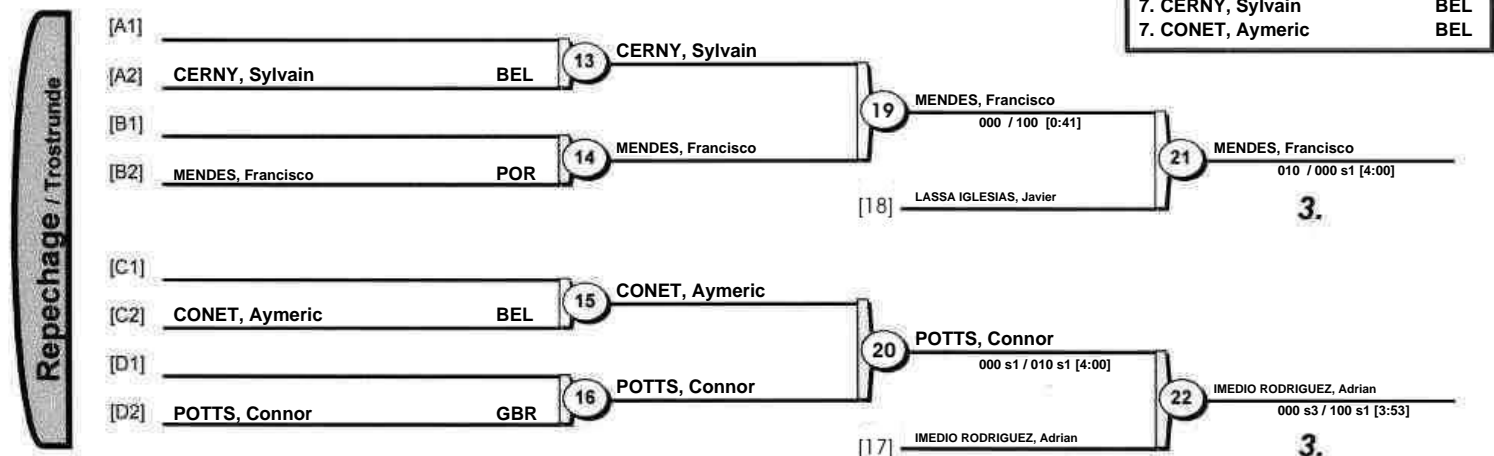 7. CERNY, Sylvain BEL
7. CONET, Aymeric BEL
Repechage / Trostrunde
[A1]
[A2] CERNY, Sylvain BEL
13 CERNY, Sylvain
[B1]
[B2] MENDES, Francisco POR
14 MENDES, Francisco
19 MENDES, Francisco
000 / 100 [0:41]
[18] LASSA IGLESIAS, Javier
21 MENDES, Francisco
010 / 000 s1 [4:00]
3.
[C1]
[C2] CONET, Aymeric BEL
15 CONET, Aymeric
[D1]
[D2] POTTS, Connor GBR
16 POTTS, Connor
20 POTTS, Connor
000 s1 / 010 s1 [4:00]
[17] IMEDIO RODRIGUEZ, Adrian
22 IMEDIO RODRIGUEZ, Adrian
000 s3 / 100 s1 [3:53]
3.